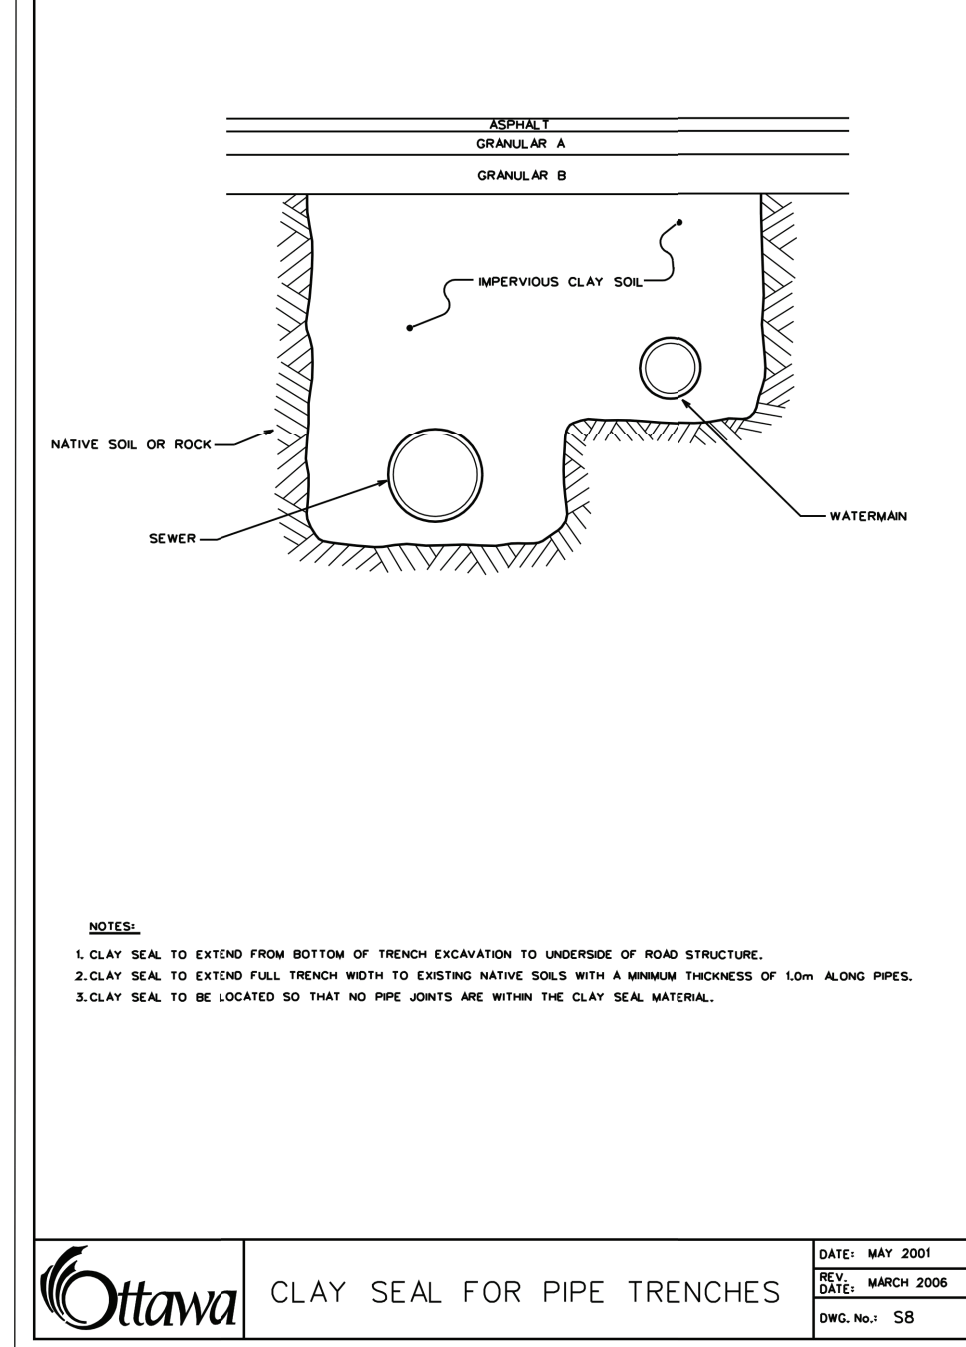 ASPHALT
GRANULAR A
GRANULAR B
IMPERVIOUS CLAY SOIL
NATIVE SOIL OR ROCK
WATERMAIN
SEWER
NOTES:
1. CLAY SEAL TO EXTEND FROM BOTTOM OF TRENCH EXCAVATION TO UNDERSIDE OF ROAD STRUCTURE.
2. CLAY SEAL TO EXTEND FULL TRENCH WIDTH TO EXISTING NATIVE SOILS WITH A MINIMUM THICKNESS OF 1.0m ALONG PIPES.
3. CLAY SEAL TO BE LOCATED SO THAT NO PIPE JOINTS ARE WITHIN THE CLAY SEAL MATERIAL.
Ottawa
CLAY SEAL FOR PIPE TRENCHES
DATE: MAY 2001
REV. DATE: MARCH 2006
DWG. No.: S8